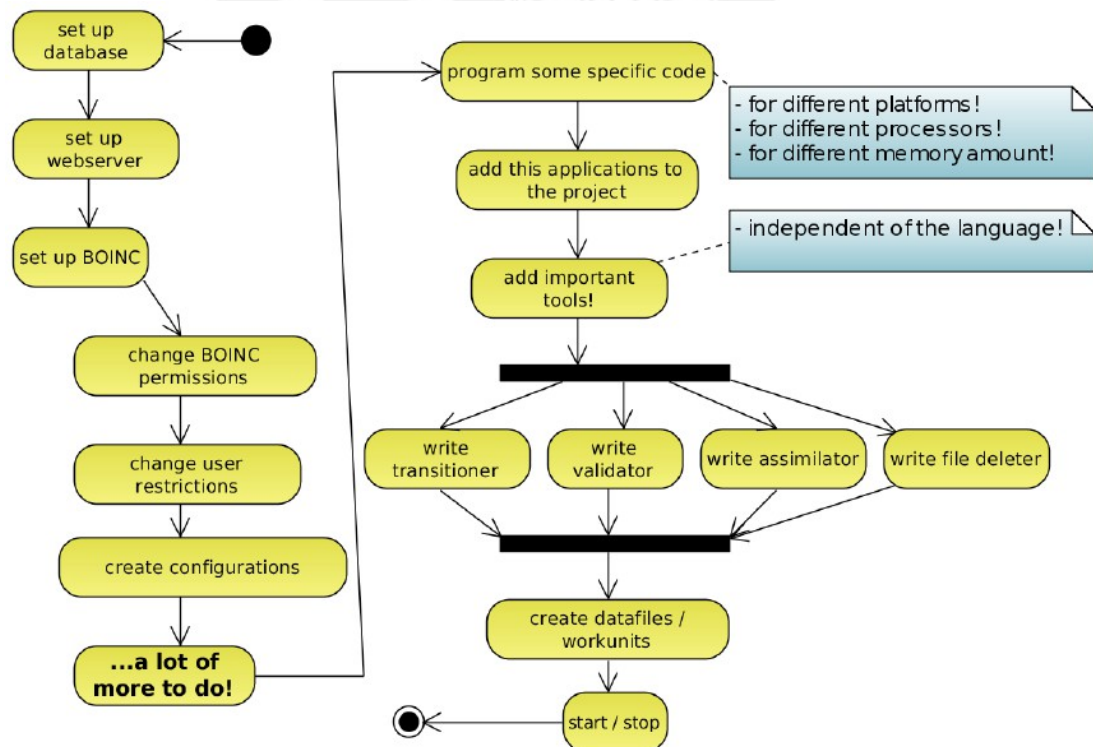 set up
database
set up
webserver
set up BOINC
change BOINC
permissions
change user
restrictions
create configurations
...a lot of
more to do!
program some specific code
- for different platforms!
- for different processors!
- for different memory amount!
add this applications to
the project
- independent of the language!
add important
tools!
write
transitioner
write
validator
write assimilator
write file deleter
create datafiles /
workunits
start / stop